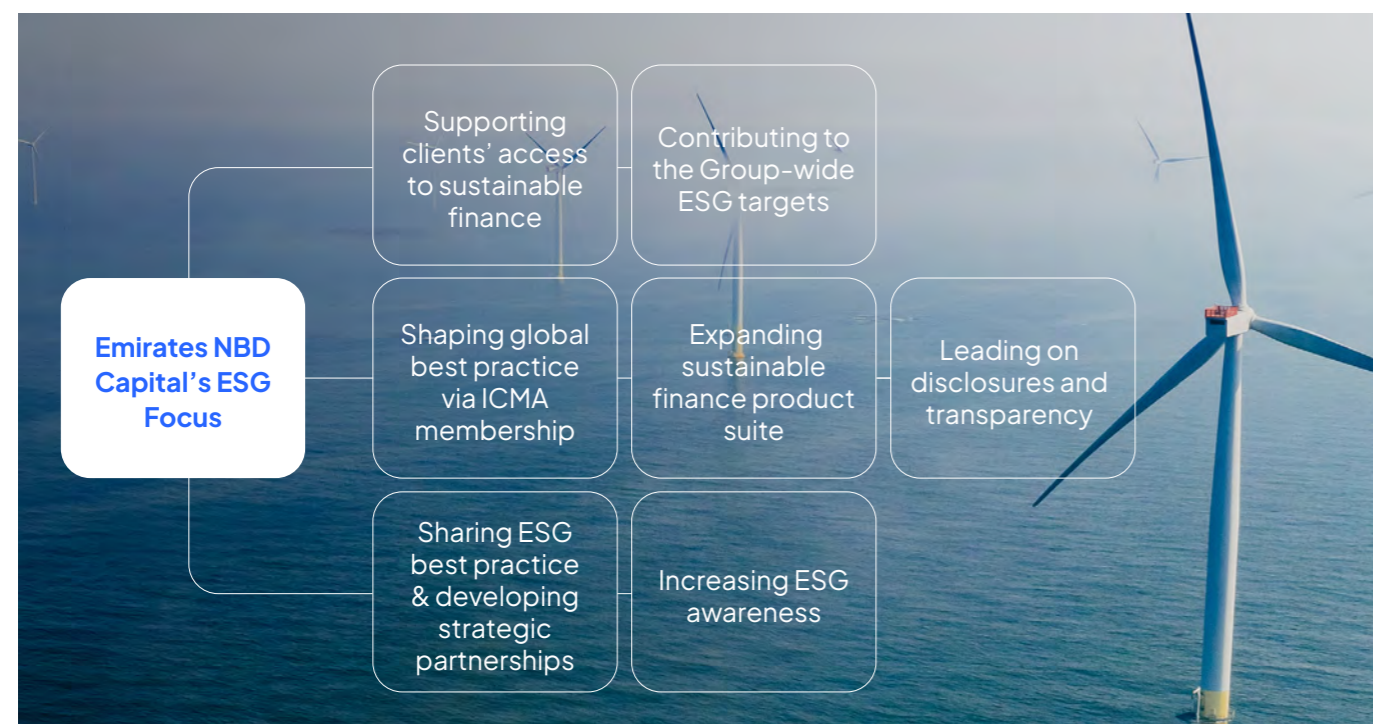 Supporting
clients’ access
to sustainable
finance
Contributing to
the Group-wide
ESG targets
Emirates NBD
Capital’s ESG
Focus
Shaping global
best practice
via ICMA
membership
Expanding
sustainable
finance product
suite
Leading on
disclosures and
transparency
Sharing ESG
best practice
& developing
strategic
partnerships
Increasing ESG
awareness